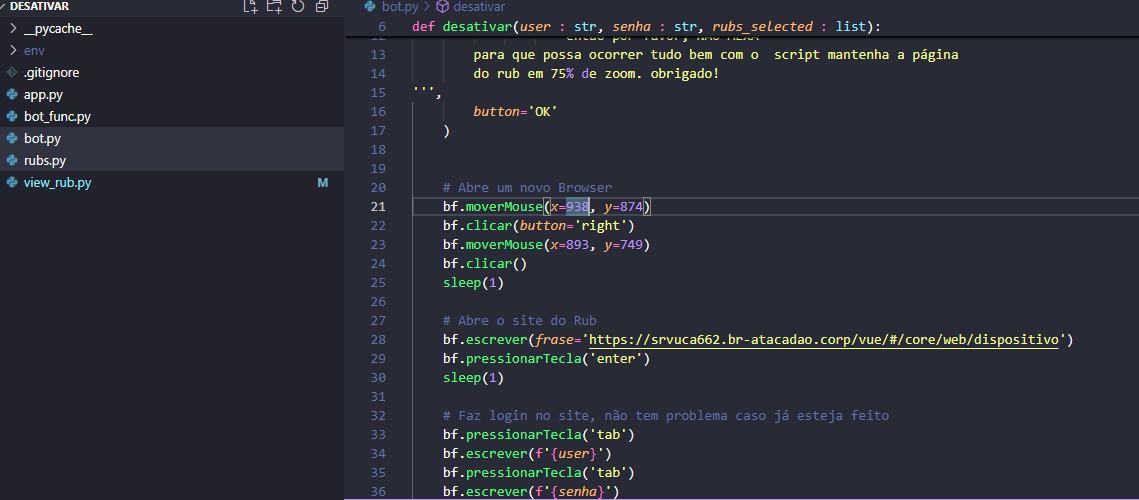 DESATIVAR
__pycache__
env
.gitignore
app.py
bot_func.py
bot.py
rubs.py
view_rub.py M
bot.py > desativar
6 def desativar(user : str, senha : str, rubs_selected : list):
13 para que possa ocorrer tudo bem com o  script mantenha a página
14 do rub em 75% de zoom. obrigado!
15 ''',
16 button='OK'
17 )
18
19
20 # Abre um novo Browser
21 bf.moverMouse(x=938, y=874)
22 bf.clicar(button='right')
23 bf.moverMouse(x=893, y=749)
24 bf.clicar()
25 sleep(1)
26
27 # Abre o site do Rub
28 bf.escrever(frase='https://srvuca662.br-atacadao.corp/vue/#/core/web/dispositivo')
29 bf.pressionarTecla('enter')
30 sleep(1)
31
32 # Faz login no site, não tem problema caso já esteja feito
33 bf.pressionarTecla('tab')
34 bf.escrever(f'{user}')
35 bf.pressionarTecla('tab')
36 bf.escrever(f'{senha}')